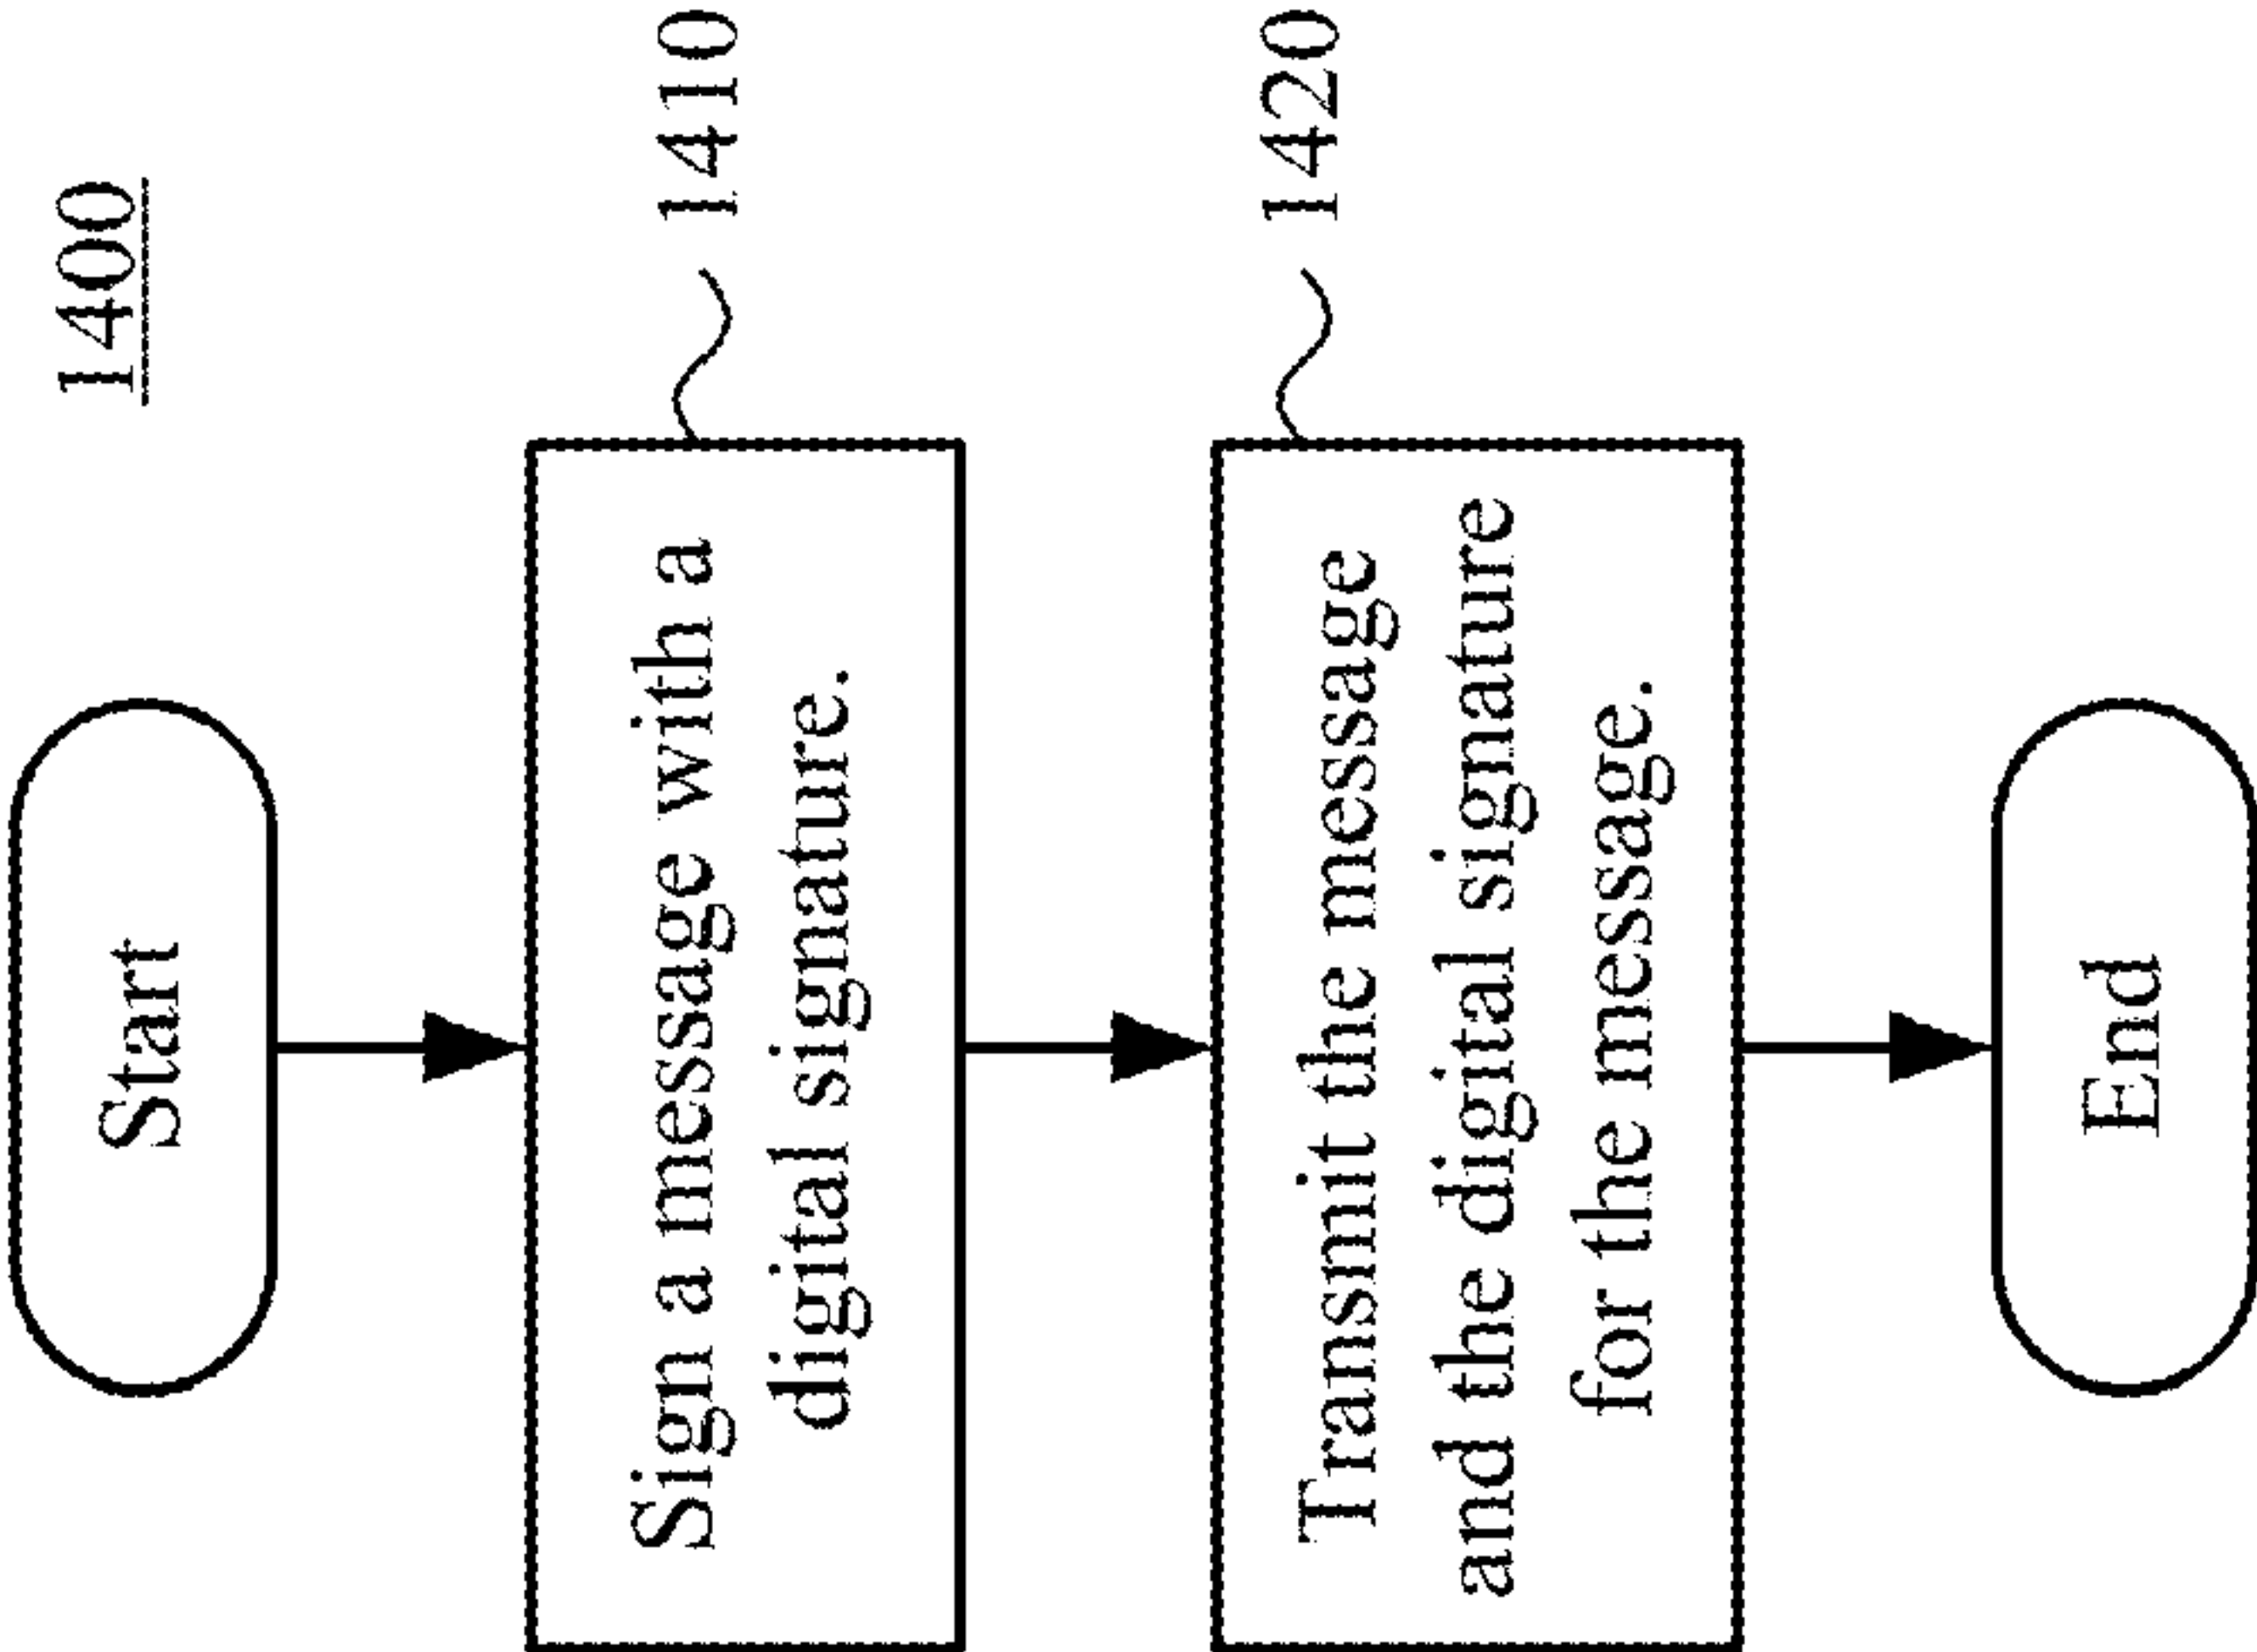 1400
Start
Sign a message with a
digital signature.
1410
Transmit the message
and the digital signature
for the message.
1420
End